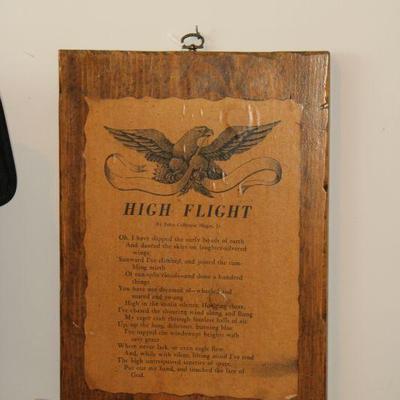 HIGH FLIGHT
By John Gillespie Magee, Jr.
Oh, I have slipped the surly bonds of earth
And danced the skies on laughter-silvered
wings;
Sunward I've climbed, and joined the tum-
bling mirth
Of sun-split clouds—and done a hundred
things
You have not dreamed of—wheeled and
soared and swung
High in the sunlit silence. Hov'ring there,
I've chased the shouting wind along and flung
My eager craft through footless halls of air.
Up, up the long, delirious, burning blue
I've topped the windswept heights with
easy grace
Where never lark, or even eagle flew.
And, while with silent, lifting mind I've trod
The high untrespassed sanctity of space,
Put out my hand, and touched the face of
God.